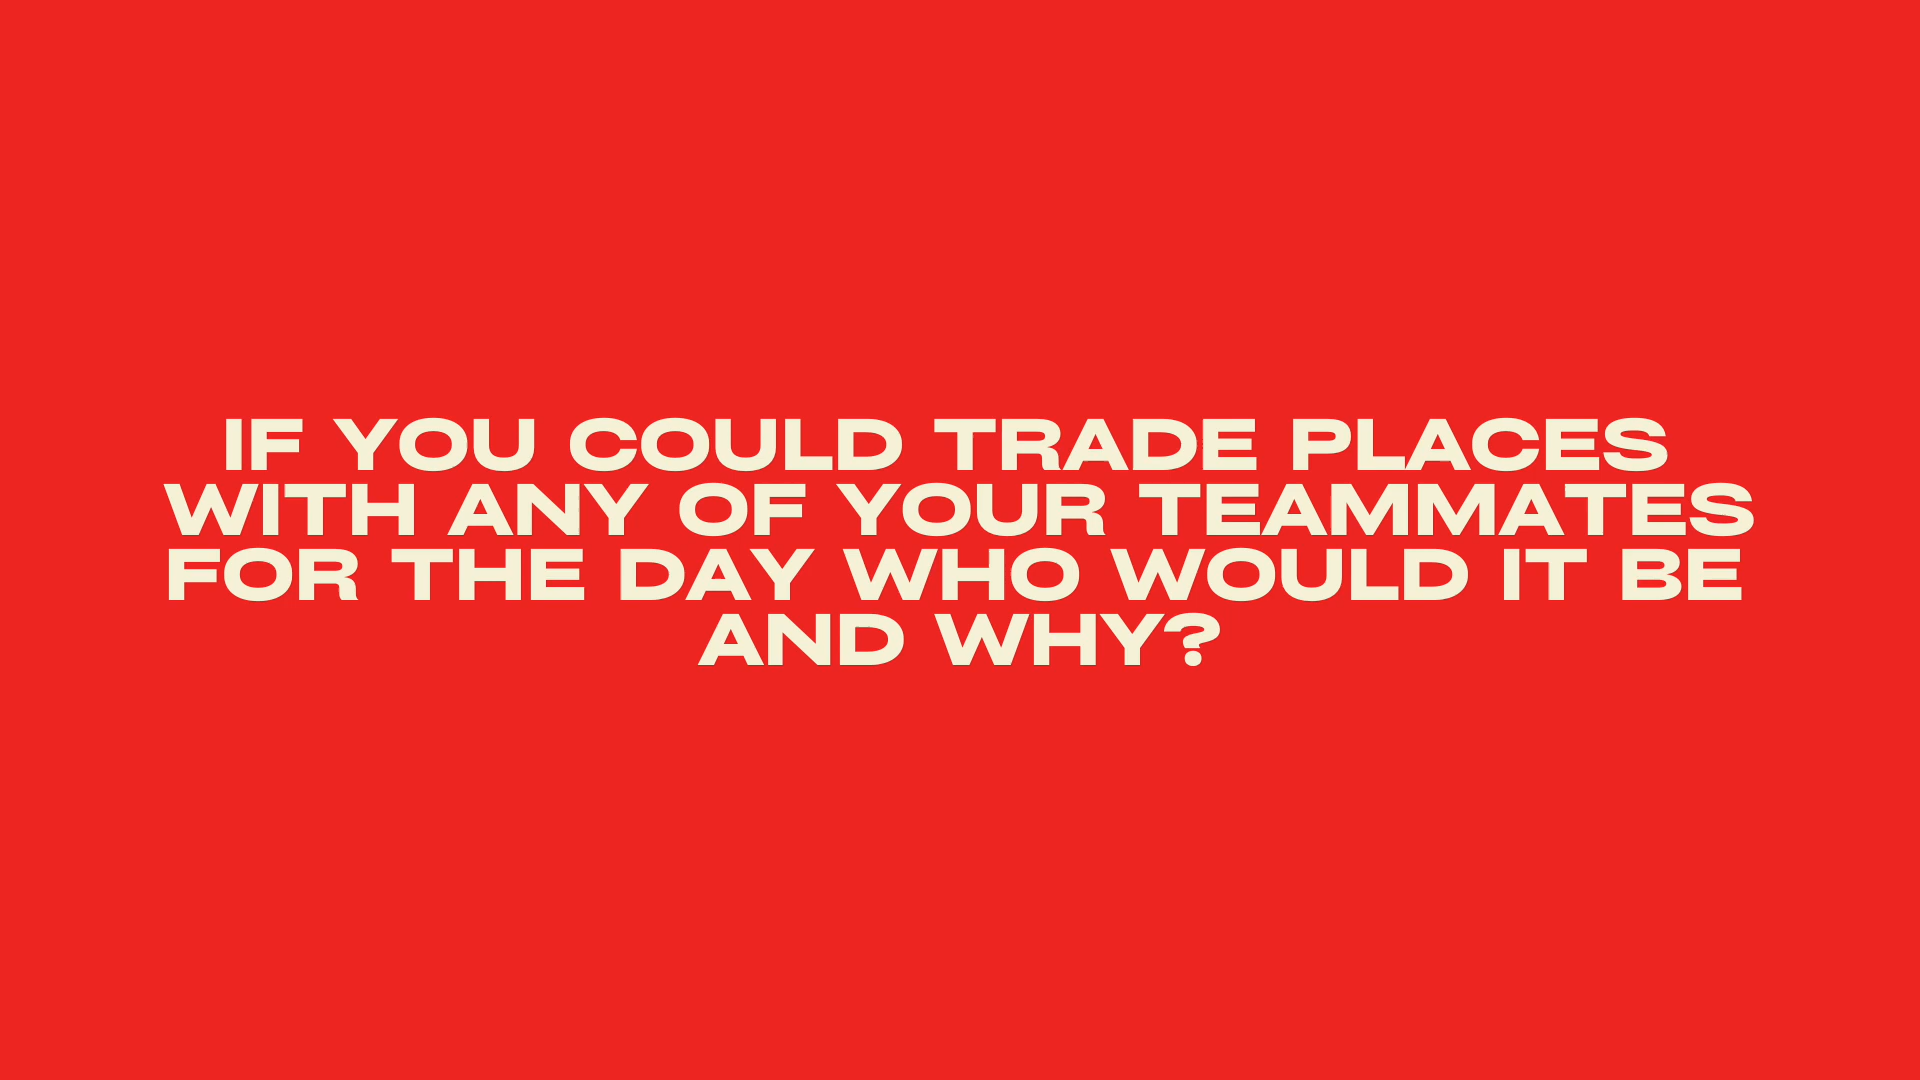 IF YOU COULD TRADE PLACES
WITH ANY OF YOUR TEAMMATES
FOR THE DAY WHO WOULD IT BE
AND WHY?